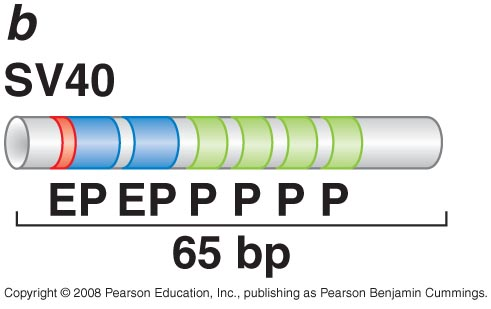 b
SV40
EP EP P P P P
65 bp
Copyright © 2008 Pearson Education, Inc., publishing as Pearson Benjamin Cummings.